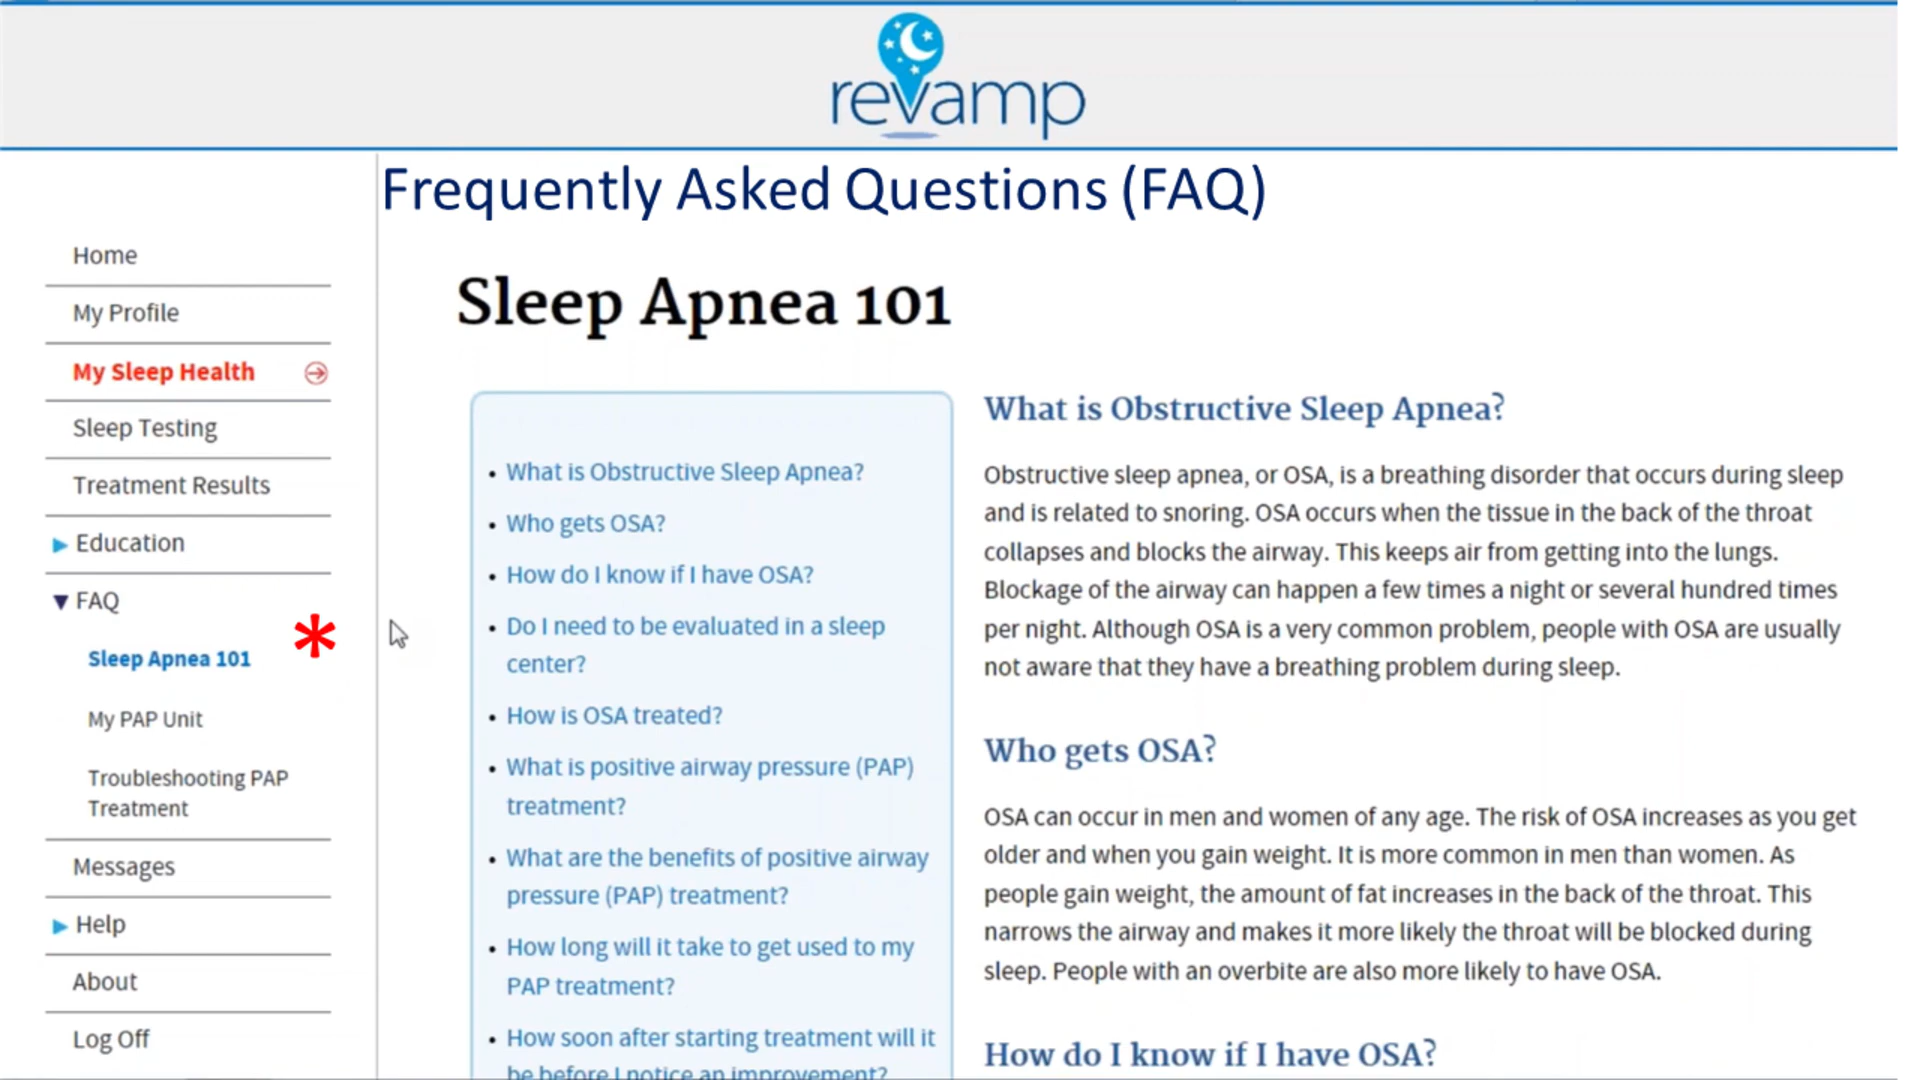 revamp
Frequently Asked Questions (FAQ)
Home
My Profile
My Sleep Health
Sleep Testing
Treatment Results
Education
FAQ
*
Sleep Apnea 101
My PAP Unit
Troubleshooting PAP
Treatment
Messages
Help
About
Log Off
Sleep Apnea 101
• What is Obstructive Sleep Apnea?
• Who gets OSA?
• How do I know if I have OSA?
• Do I need to be evaluated in a sleep
center?
• How is OSA treated?
• What is positive airway pressure (PAP)
treatment?
• What are the benefits of positive airway
pressure (PAP) treatment?
• How long will it take to get used to my
PAP treatment?
• How soon after starting treatment will it
be before I notice an improvement?
What is Obstructive Sleep Apnea?
Obstructive sleep apnea, or OSA, is a breathing disorder that occurs during sleep
and is related to snoring. OSA occurs when the tissue in the back of the throat
collapses and blocks the airway. This keeps air from getting into the lungs.
Blockage of the airway can happen a few times a night or several hundred times
per night. Although OSA is a very common problem, people with OSA are usually
not aware that they have a breathing problem during sleep.
Who gets OSA?
OSA can occur in men and women of any age. The risk of OSA increases as you get
older and when you gain weight. It is more common in men than women. As
people gain weight, the amount of fat increases in the back of the throat. This
narrows the airway and makes it more likely the throat will be blocked during
sleep. People with an overbite are also more likely to have OSA.
How do I know if I have OSA?